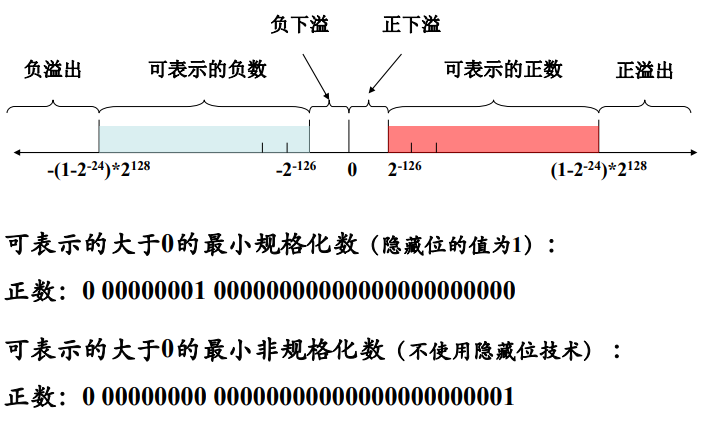 负下溢 正下溢
负溢出 可表示的负数 可表示的正数 正溢出
-(1-2-24)*2128 -2-126 0 2-126 (1-2-24)*2128
可表示的大于0的最小规格化数（隐藏位的值为1）：
正数：0 00000001 00000000000000000000000
可表示的大于0的最小非规格化数（不使用隐藏位技术）：
正数：0 00000000 00000000000000000000001